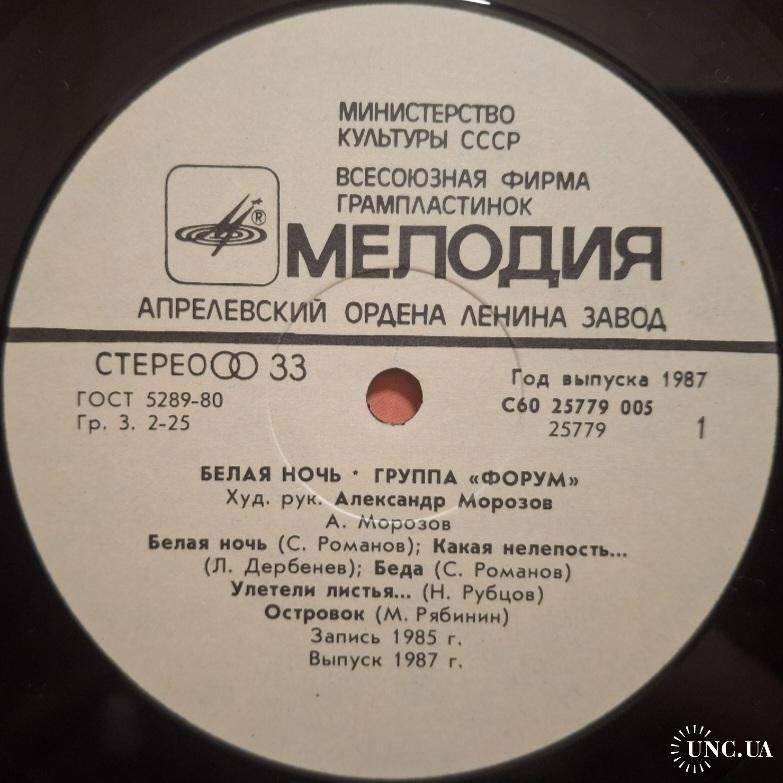 МИНИСТЕРСТВО
КУЛЬТУРЫ СССР
ВСЕСОЮЗНАЯ ФИРМА
ГРАМПЛАСТИНОК
®
МЕЛОДИЯ
АПРЕЛЕВСКИЙ ОРДЕНА ЛЕНИНА ЗАВОД
СТЕРЕО 33
ГОСТ 5289-80
Гр. 3. 2-25
Год выпуска 1987
С60 25779 005
25779 1
БЕЛАЯ НОЧЬ * ГРУППА «ФОРУМ»
Худ. рук. Александр Морозов
А. Морозов
Белая ночь (С. Романов); Какая нелепость...
(Л. Дербенев); Беда (С. Романов)
Улетели листья... (Н. Рубцов)
Островок (М. Рябинин)
Запись 1985 г.
Выпуск 1987 г.
UNC.UA